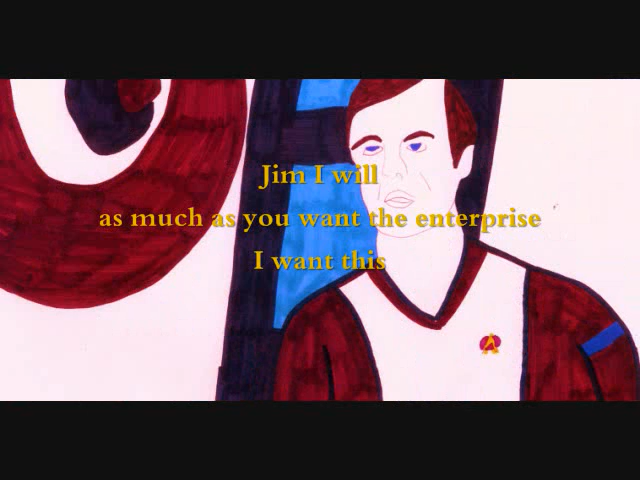 Jim I will
as much as you want the enterprise
I want this